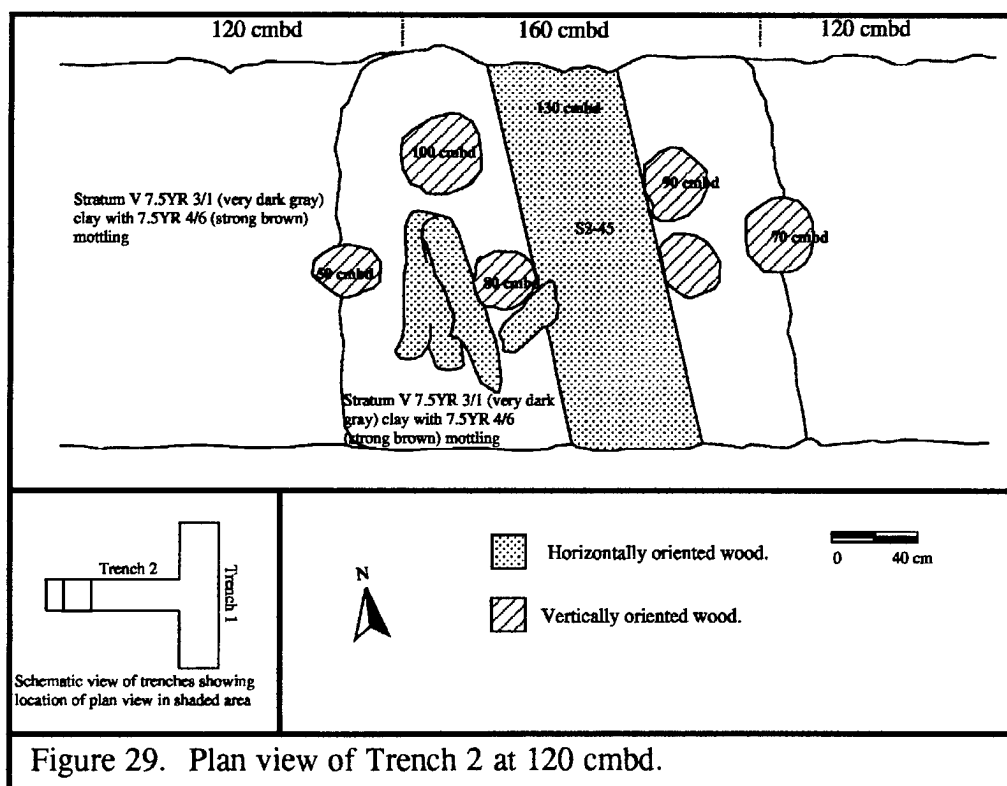 120 cmbd 160 cmbd 120 cmbd
130 cmbd
100 cmbd
90 cmbd
Stratum V 7.5YR 3/1 (very dark gray)
clay with 7.5YR 4/6 (strong brown)
mottling
S2-45
70 cmbd
50 cmbd
80 cmbd
Stratum V 7.5YR 3/1 (very dark
gray) clay with 7.5YR 4/6
(strong brown) mottling
Trench 2
Trench 1
Schematic view of trenches showing
location of plan view in shaded area
N
Horizontally oriented wood.
Vertically oriented wood.
0 40 cm
Figure 29. Plan view of Trench 2 at 120 cmbd.